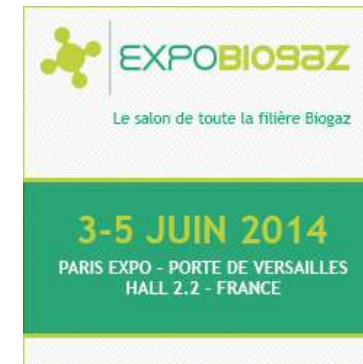 EXPOBIOGAZ
Le salon de toute la filière Biogaz
3-5 JUIN 2014
PARIS EXPO - PORTE DE VERSAILLES
HALL 2.2 - FRANCE